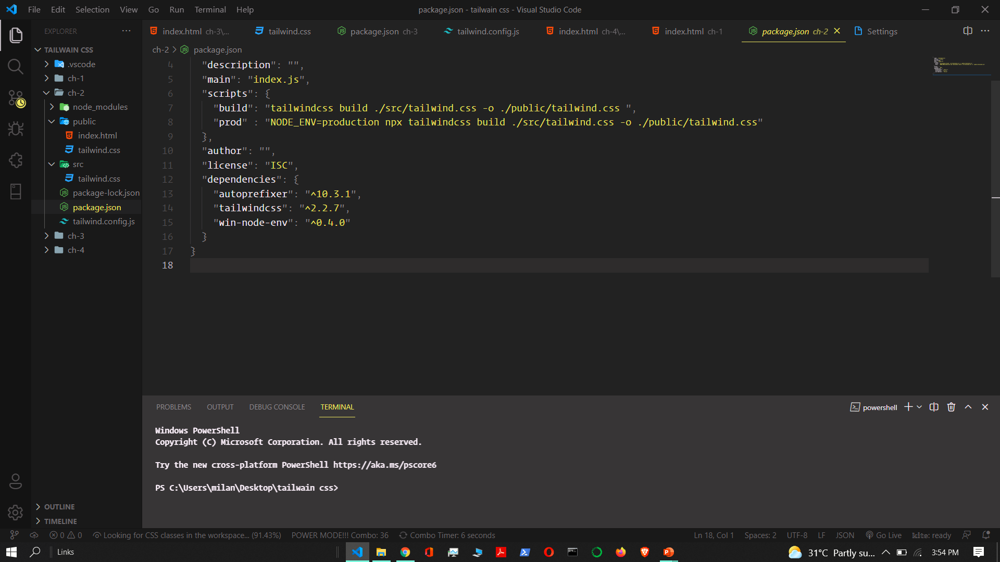 File Edit Selection View Go Run Terminal Help
package.json - tailwain css - Visual Studio Code
EXPLORER
index.html ch-3\...
tailwind.css
package.json ch-3
tailwind.config.js
index.html ch-4\...
index.html ch-1
package.json ch-2
Settings
TAILWAIN CSS
.vscode
ch-1
ch-2
node_modules
public
index.html
tailwind.css
src
tailwind.css
package-lock.json
package.json
tailwind.config.js
ch-3
ch-4
OUTLINE
TIMELINE
ch-2 > package.json
4 "description": "",
5 "main": "index.js",
6 "scripts": {
7 "build": "tailwindcss build ./src/tailwind.css -o ./public/tailwind.css ",
8 "prod" : "NODE_ENV=production npx tailwindcss build ./src/tailwind.css -o ./public/tailwind.css"
9 },
10 "author": "",
11 "license": "ISC",
12 "dependencies": {
13 "autoprefixer": "^10.3.1",
14 "tailwindcss": "^2.2.7",
15 "win-node-env": "^0.4.0"
16 }
17 }
18
PROBLEMS OUTPUT DEBUG CONSOLE TERMINAL
powershell
Windows PowerShell
Copyright (C) Microsoft Corporation. All rights reserved.
Try the new cross-platform PowerShell https://aka.ms/pscore6
PS C:\Users\milan\Desktop\tailwain css>
0 0 Looking for CSS classes in the workspace... (91.43%) POWER MODE!!! Combo: 36 Combo Timer: 6 seconds
Ln 18, Col 1 Spaces: 2 UTF-8 LF JSON Go Live kite: ready
Links
31°C Partly su...
3:54 PM